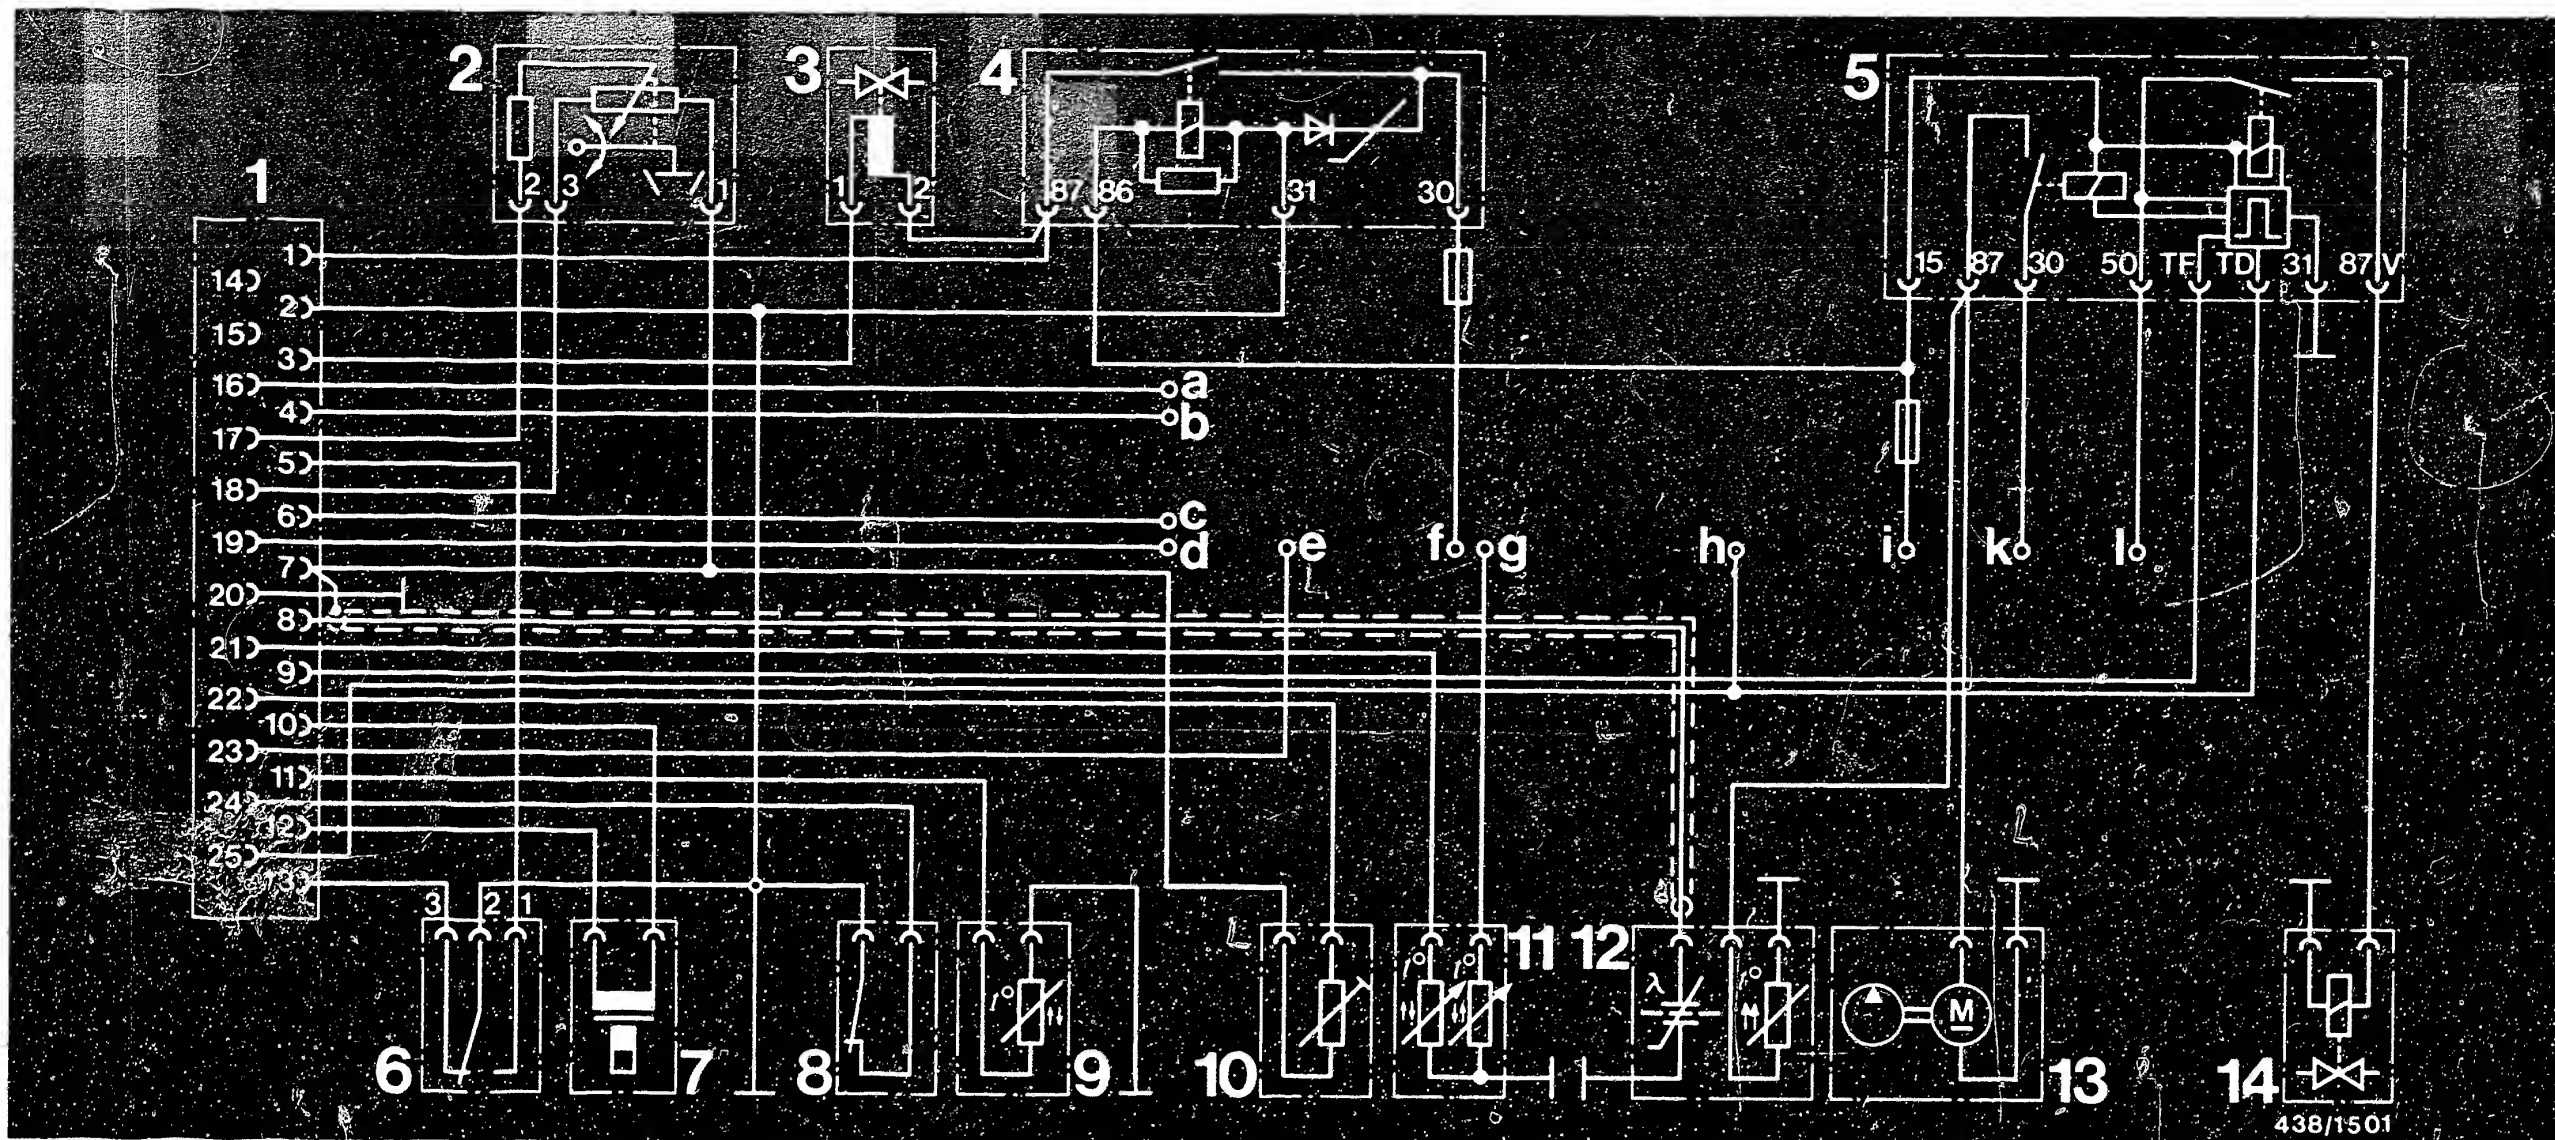 2 3 4 5
1
2 3 1
1 2
87 86 31 30
15 87 30 50 TF TD 31 87 V
1
14
2
15
3
16 a
4 b
17
5
18
6 c
19 d
e f g h i k l
7
20
8
21
9
22
10
23
11
24
12
25
13
3 2 1
t° t° t° λ t° M
6 7 8 9 10 11 12 13 14
438/1501